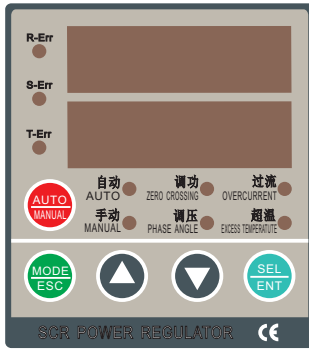 R-Err
S-Err
T-Err
自动 调功 过流
AUTO ZERO CROSSING OVERCURRENT
手动 调压 超温
MANUAL PHASE ANGLE EXCESS TEMPERATUTE
AUTO
MANUAL
MODE
ESC
SEL
ENT
SCR POWER REGULATOR CE